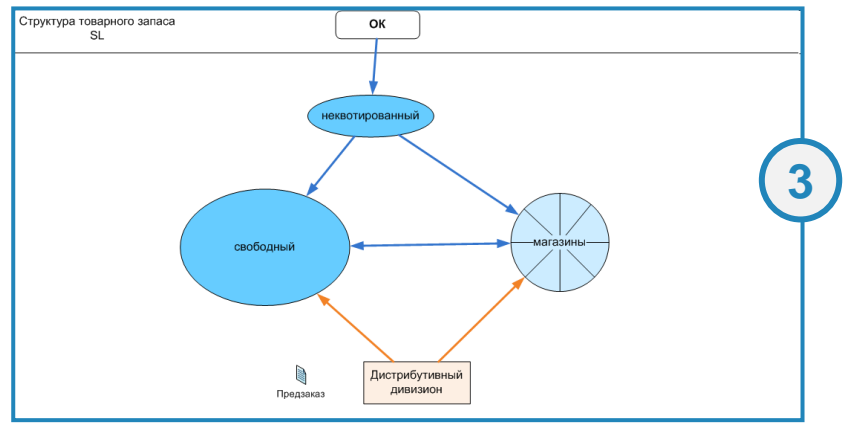 Структура товарного запаса
SL
ОК
неквотированный
3
свободный
магазины
Дистрибутивный
дивизион
Предзаказ